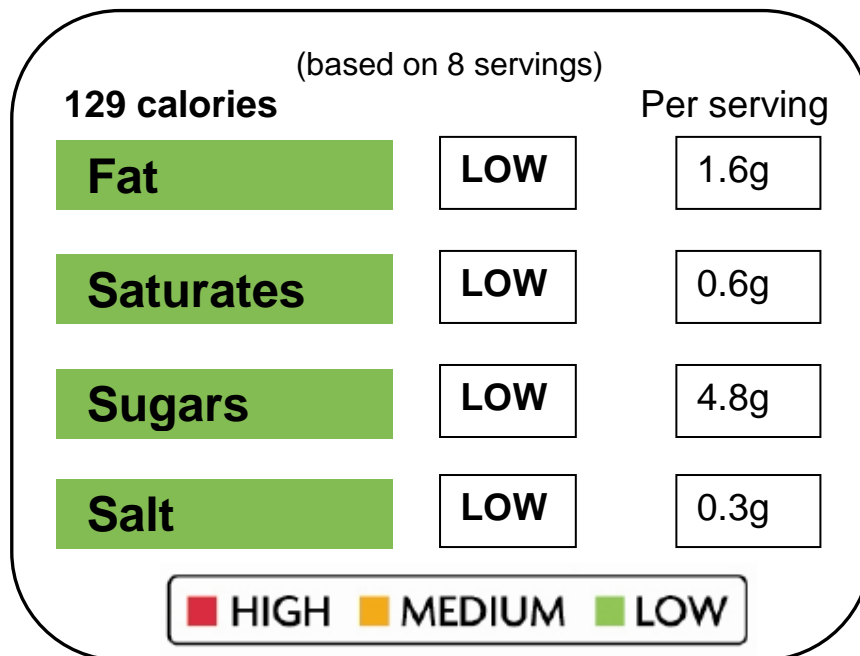 (based on 8 servings)
129 calories Per serving
Fat LOW 1.6g
Saturates LOW 0.6g
Sugars LOW 4.8g
Salt LOW 0.3g
HIGH MEDIUM LOW